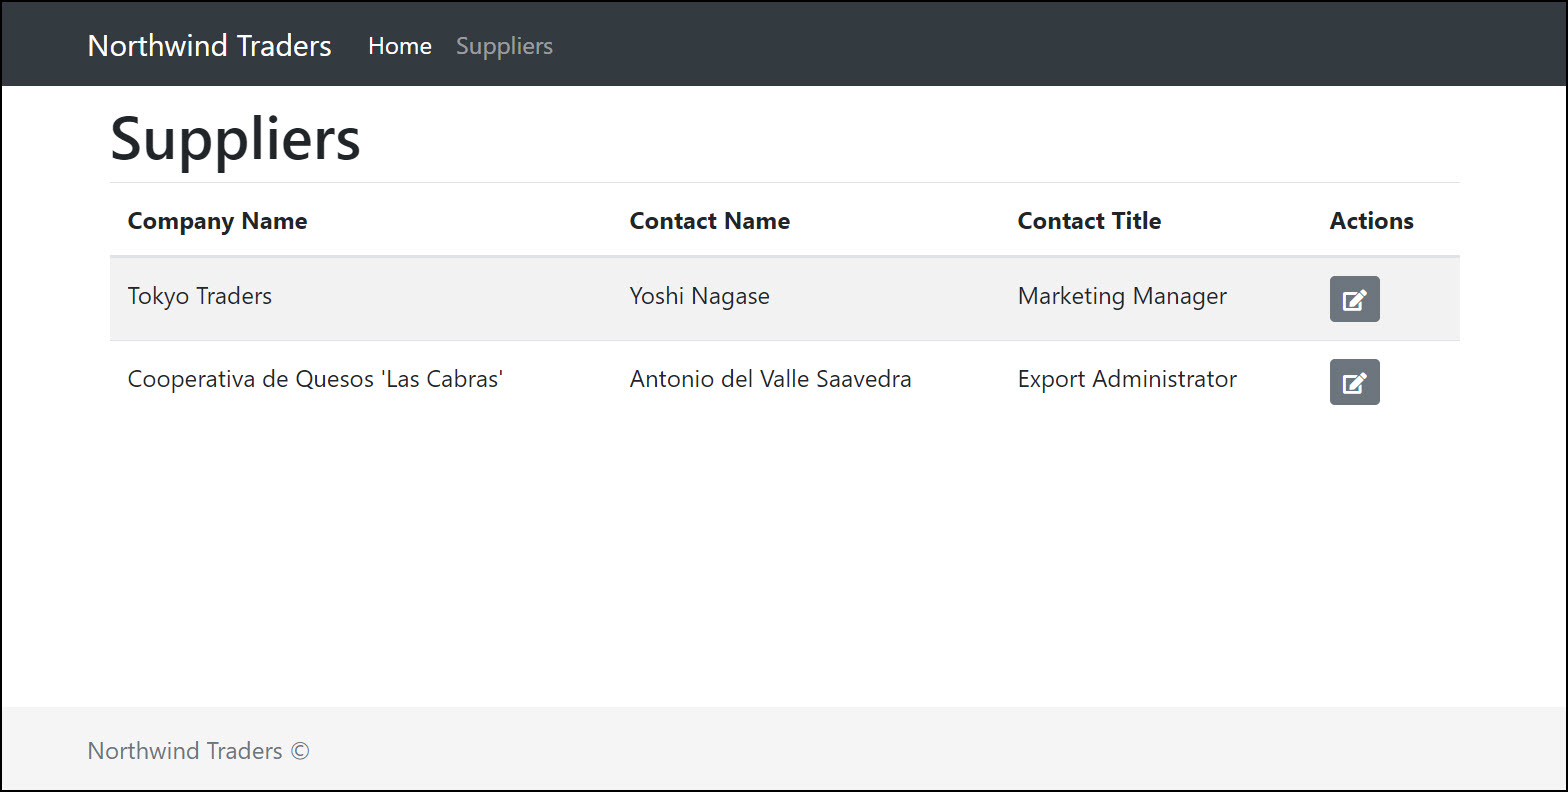 Northwind Traders Home Suppliers
Suppliers
Company Name Contact Name Contact Title Actions
Tokyo Traders Yoshi Nagase Marketing Manager
Cooperativa de Quesos 'Las Cabras' Antonio del Valle Saavedra Export Administrator
Northwind Traders ©